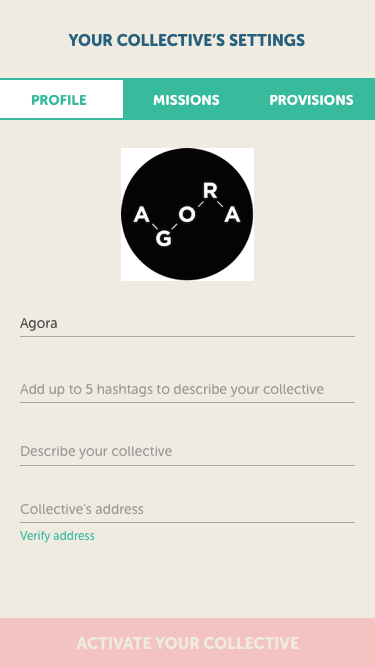 YOUR COLLECTIVE'S SETTINGS
PROFILE MISSIONS PROVISIONS
AGORA
Agora
Add up to 5 hashtags to describe your collective
Describe your collective
Collective's address
Verify address
ACTIVATE YOUR COLLECTIVE